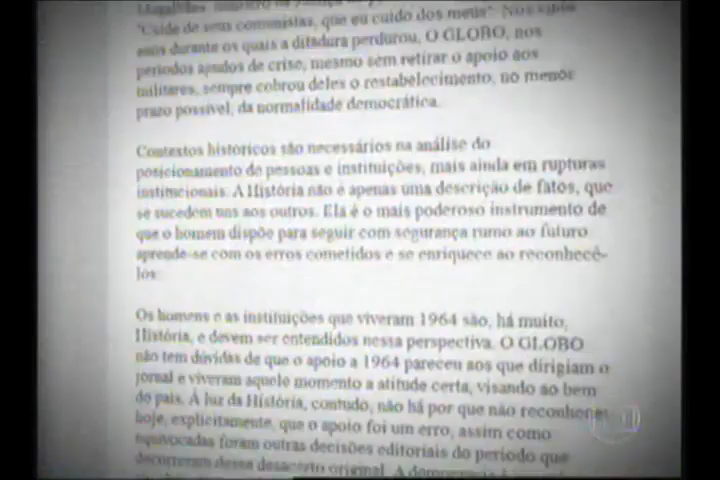 "Cuide de seus comunistas, que eu cuido dos meus". Nos vinte
anos durante os quais a ditadura perdurou, O GLOBO, nos
períodos agudos de crise, mesmo sem retirar o apoio aos
militares, sempre cobrou deles o restabelecimento, no menor
prazo possível, da normalidade democrática.
Contextos históricos são necessários na análise do
posicionamento de pessoas e instituições, mais ainda em rupturas
institucionais. A História não é apenas uma descrição de fatos, que
se sucedem uns aos outros. Ela é o mais poderoso instrumento de
que o homem dispõe para seguir com segurança rumo ao futuro
aprende-se com os erros cometidos e se enriquece ao reconhecê-
los.
Os homens e as instituições que viveram 1964 são, há muito,
História, e devem ser entendidos nessa perspectiva. O GLOBO
não tem dúvidas de que o apoio a 1964 pareceu aos que dirigiam o
jornal e viveram aquele momento a atitude certa, visando ao bem
do país. À luz da História, contudo, não há por que não reconhecer,
hoje, explicitamente, que o apoio foi um erro, assim como
equivocadas foram outras decisões editoriais do período que
decorreram desse desacerto original. A democracia é